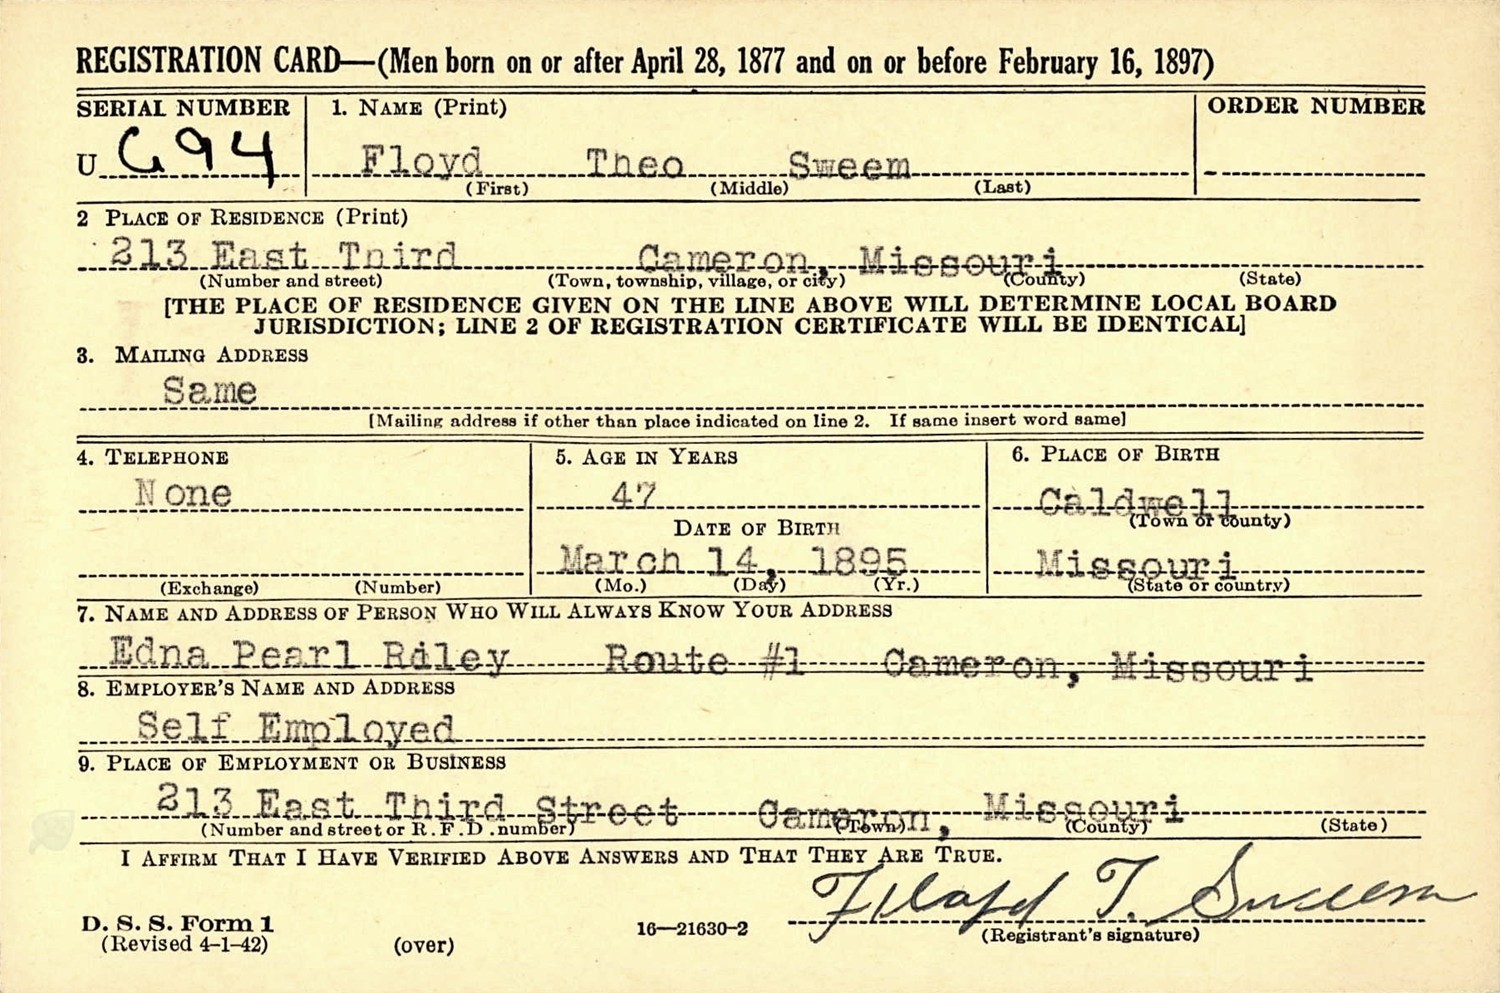 REGISTRATION CARD—(Men born on or after April 28, 1877 and on or before February 16, 1897)
SERIAL NUMBER 1. NAME (Print) ORDER NUMBER
U 694 Floyd Theo Sweem
(First) (Middle) (Last)
2 PLACE OF RESIDENCE (Print)
213 East Third Cameron, Missouri
(Number and street) (Town, township, village, or city) (County) (State)
[THE PLACE OF RESIDENCE GIVEN ON THE LINE ABOVE WILL DETERMINE LOCAL BOARD
JURISDICTION; LINE 2 OF REGISTRATION CERTIFICATE WILL BE IDENTICAL]
3. MAILING ADDRESS
Same
[Mailing address if other than place indicated on line 2. If same insert word same]
4. TELEPHONE 5. AGE IN YEARS 6. PLACE OF BIRTH
None 47 Caldwell
(Town or county)
DATE OF BIRTH
March 14, 1895 Missouri
(Exchange) (Number) (Mo.) (Day) (Yr.) (State or country)
7. NAME AND ADDRESS OF PERSON WHO WILL ALWAYS KNOW YOUR ADDRESS
Edna Pearl Riley Route #1 Cameron, Missouri
8. EMPLOYER'S NAME AND ADDRESS
Self Employed
9. PLACE OF EMPLOYMENT OR BUSINESS
213 East Third Street Cameron, Missouri
(Number and street or R. F. D. number) (Town) (County) (State)
I AFFIRM THAT I HAVE VERIFIED ABOVE ANSWERS AND THAT THEY ARE TRUE.
Floyd T. Sweem
D. S. S. Form 1
(Revised 4-1-42) (over) 16—21630-2 (Registrant's signature)